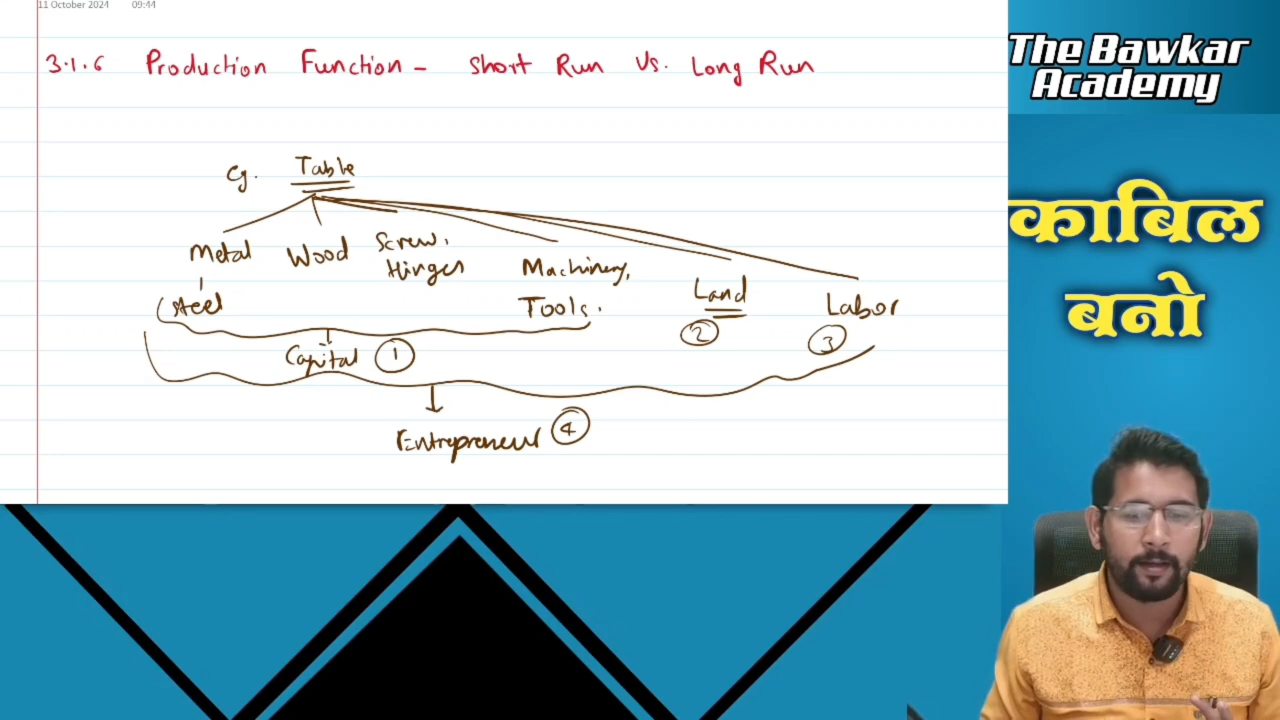 11 October 2024 09:44
3.1.6 Production Function - Short Run Vs. Long Run
The Bawkar
Academy
eg. Table
काबिल
बनो
Metal Wood Screw,
Hinges
Machinery,
Tools.
Land
Labor
Steel
2
3
Capital 1
Entrepreneur 4